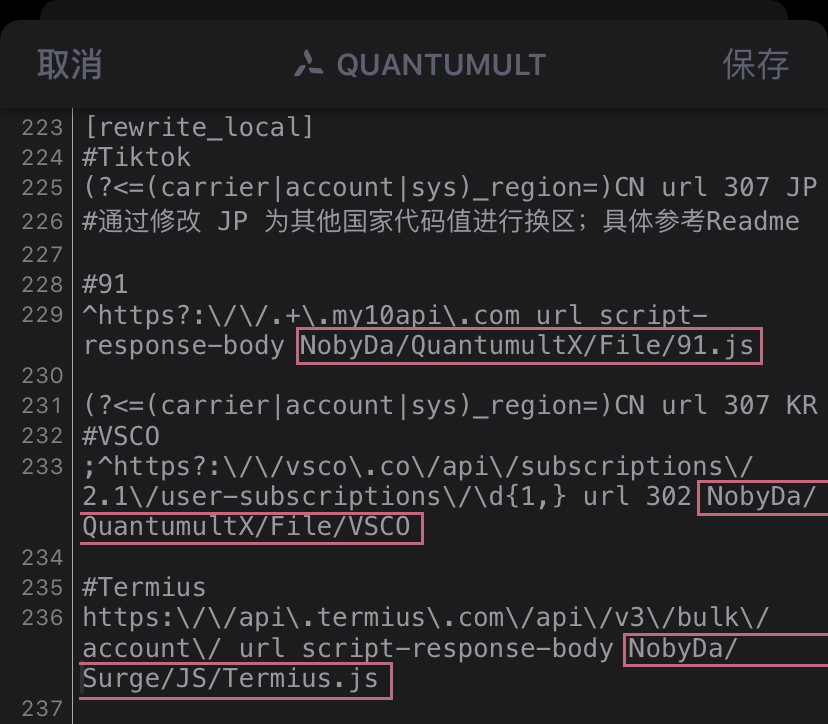 取消 QUANTUMULT 保存
223 [rewrite_local]
224 #Tiktok
225 (?<=(carrier|account|sys)_region=)CN url 307 JP
226 #通过修改 JP 为其他国家代码值进行换区；具体参考Readme
227
228 #91
229 ^https?:\/\/.+\.my10api\.com url script-
response-body NobyDa/QuantumultX/File/91.js
230
231 (?<=(carrier|account|sys)_region=)CN url 307 KR
232 #VSCO
233 ;^https?:\/\/vsco\.co\/api\/subscriptions\/
2.1\/user-subscriptions\/\d{1,} url 302 NobyDa/
QuantumultX/File/VSCO
234
235 #Termius
236 https:\/\/api\.termius\.com\/api\/v3\/bulk\/
account\/ url script-response-body NobyDa/
Surge/JS/Termius.js
237